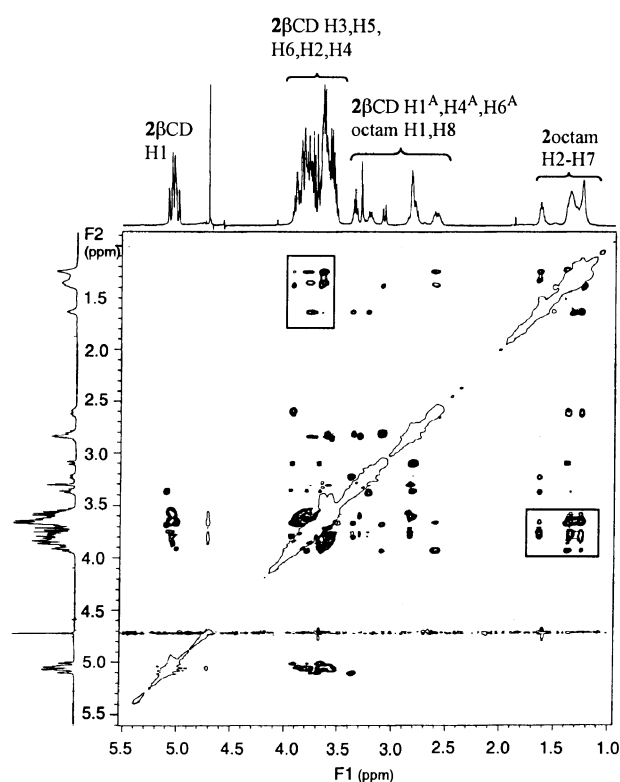 2βCD H3,H5,
H6,H2,H4
2βCD H1ᴬ,H4ᴬ,H6ᴬ
octam H1,H8
2βCD
H1
2octam
H2-H7
F2
(ppm)
1.5
2.0
2.5
3.0
3.5
4.0
4.5
5.0
5.5
5.5 5.0 4.5 4.0 3.5 3.0 2.5 2.0 1.5 1.0
F1 (ppm)